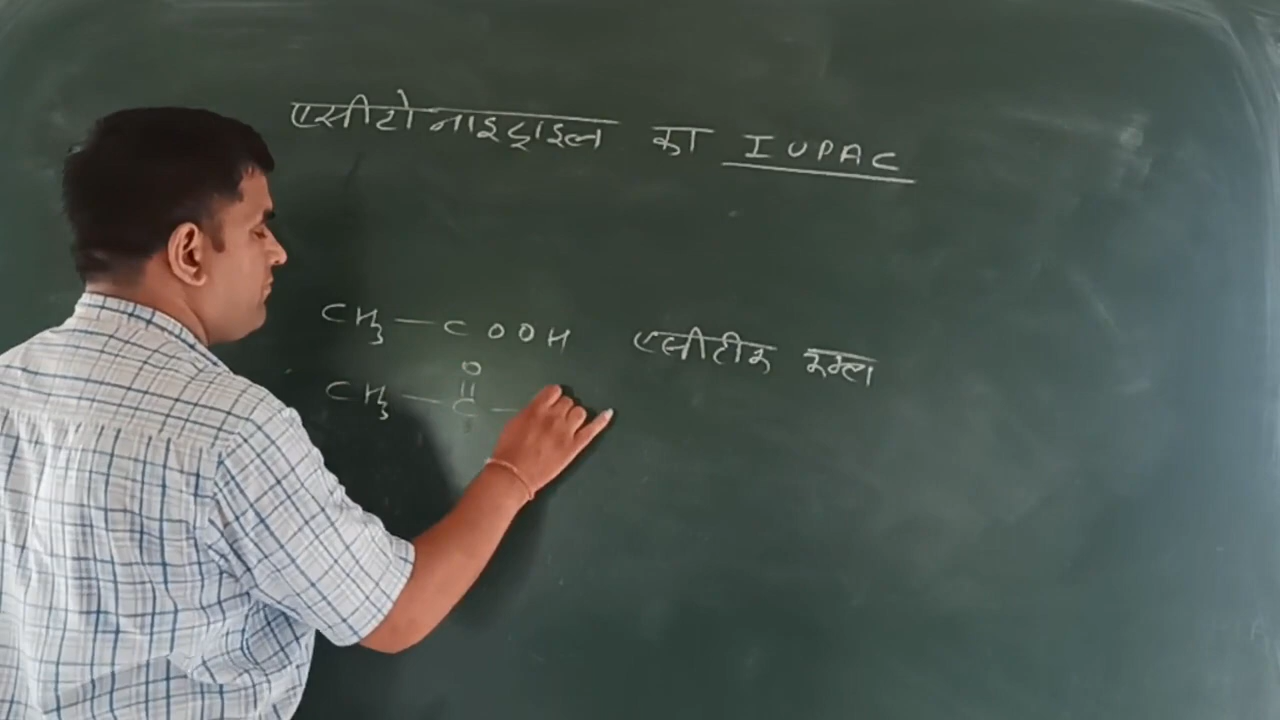 एसीटोनाइट्राइल का IUPAC
CH3 — COOH एसीटीक अम्ल
O
||
CH3 — C —